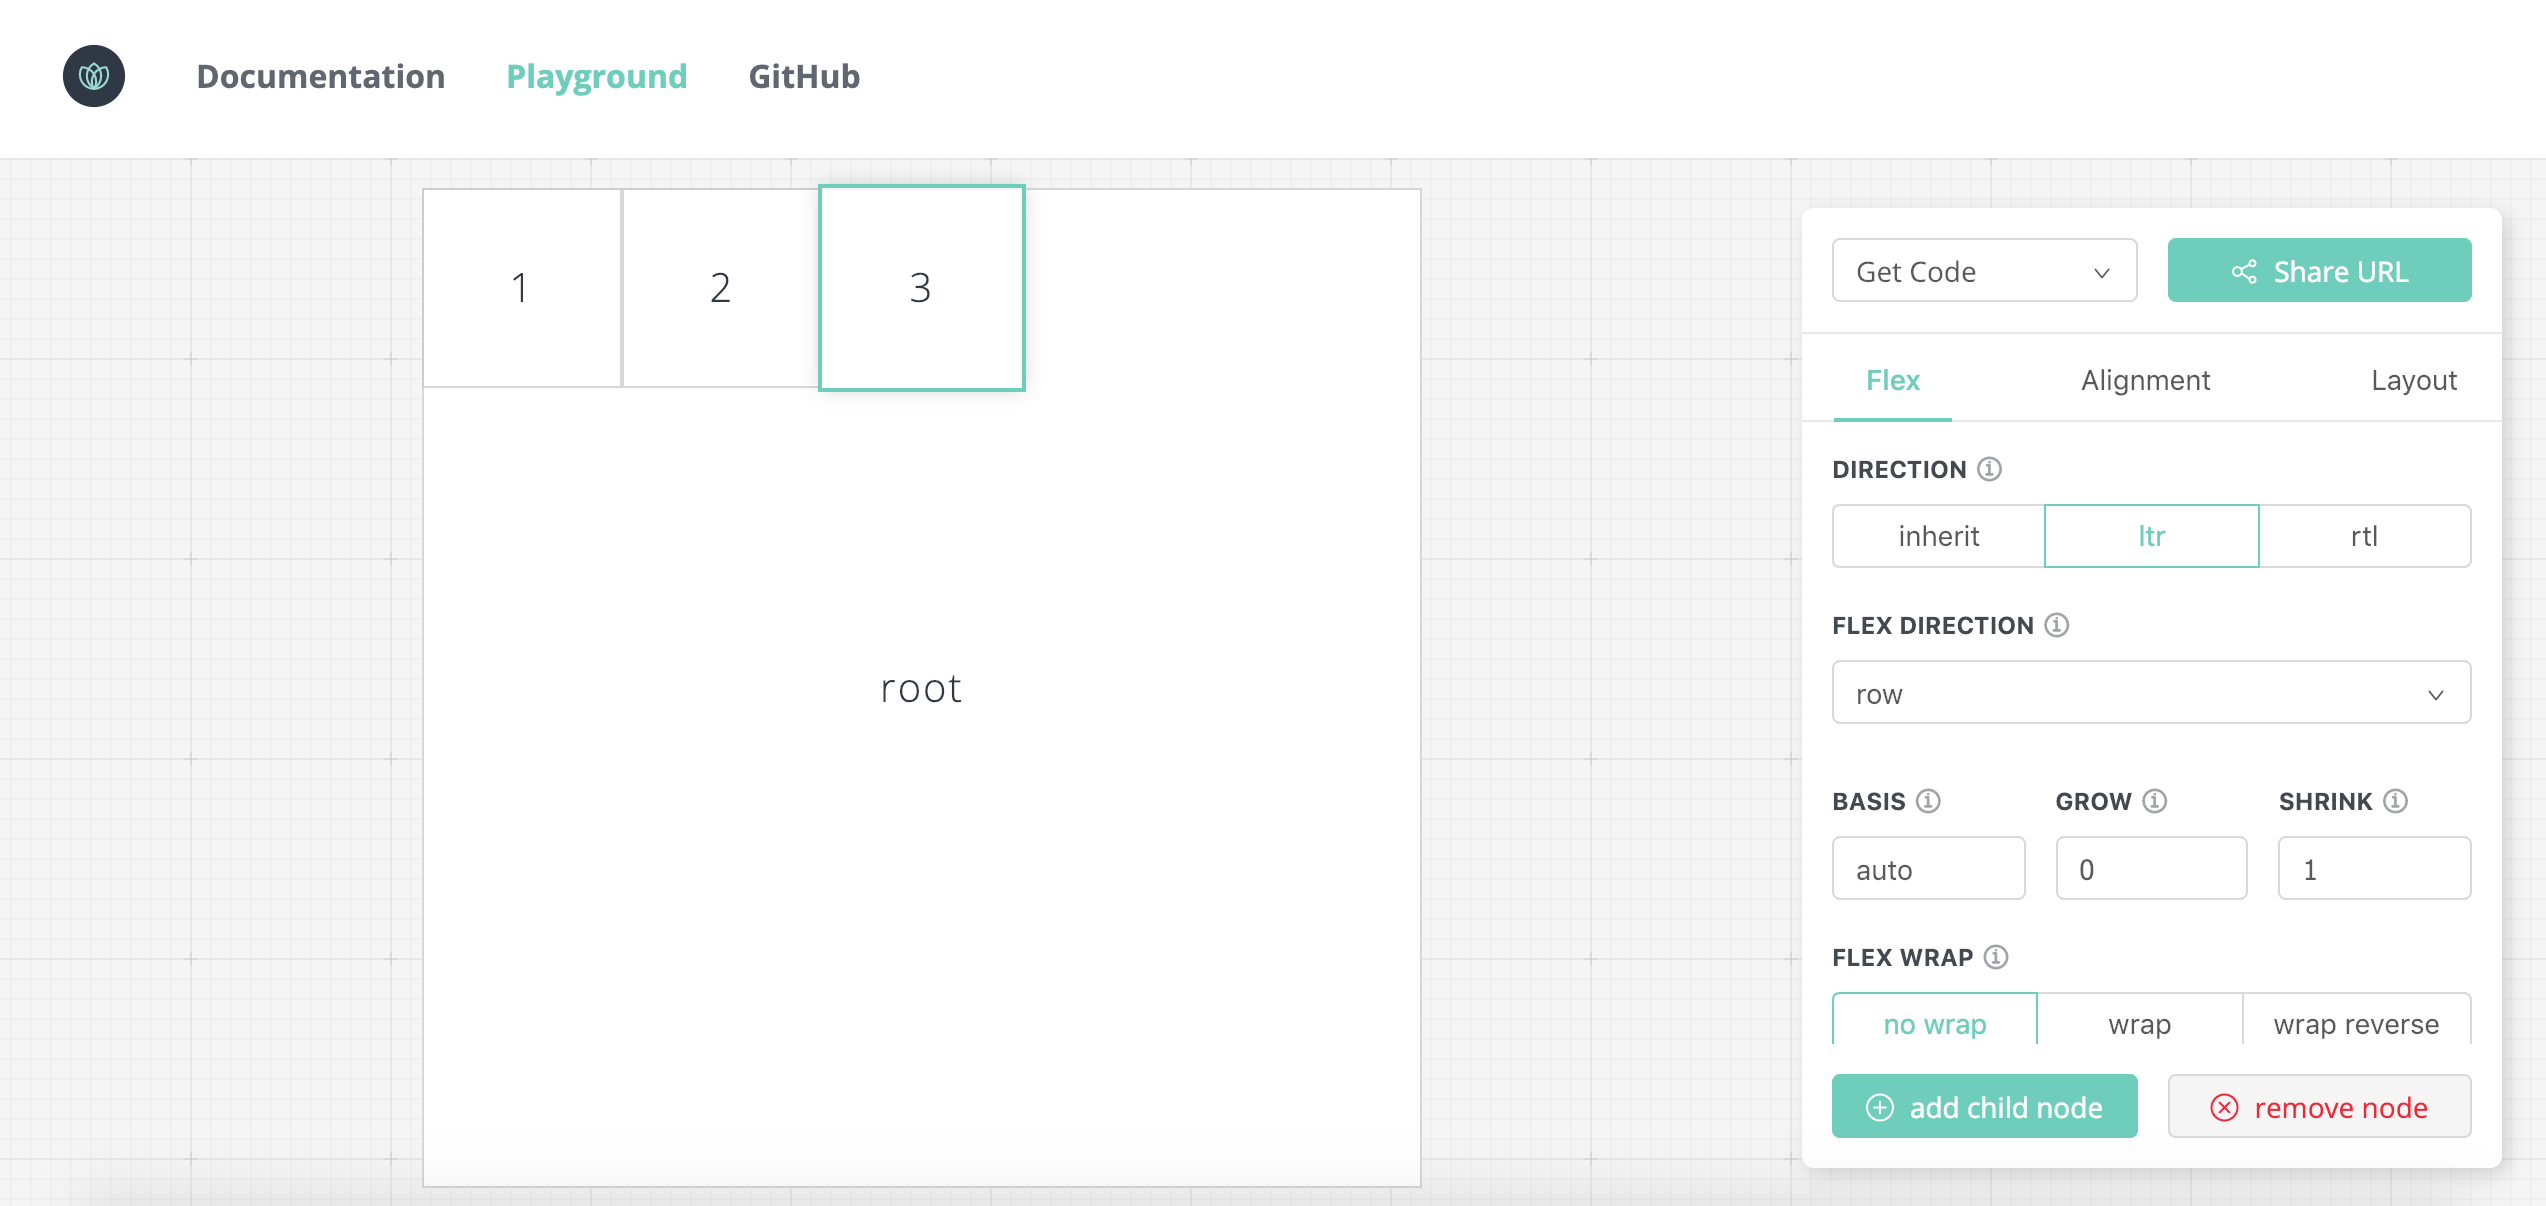 Documentation Playground GitHub
1 2 3
root
Get Code Share URL
Flex Alignment Layout
DIRECTION
inherit ltr rtl
FLEX DIRECTION
row
BASIS GROW SHRINK
auto 0 1
FLEX WRAP
no wrap wrap wrap reverse
add child node remove node